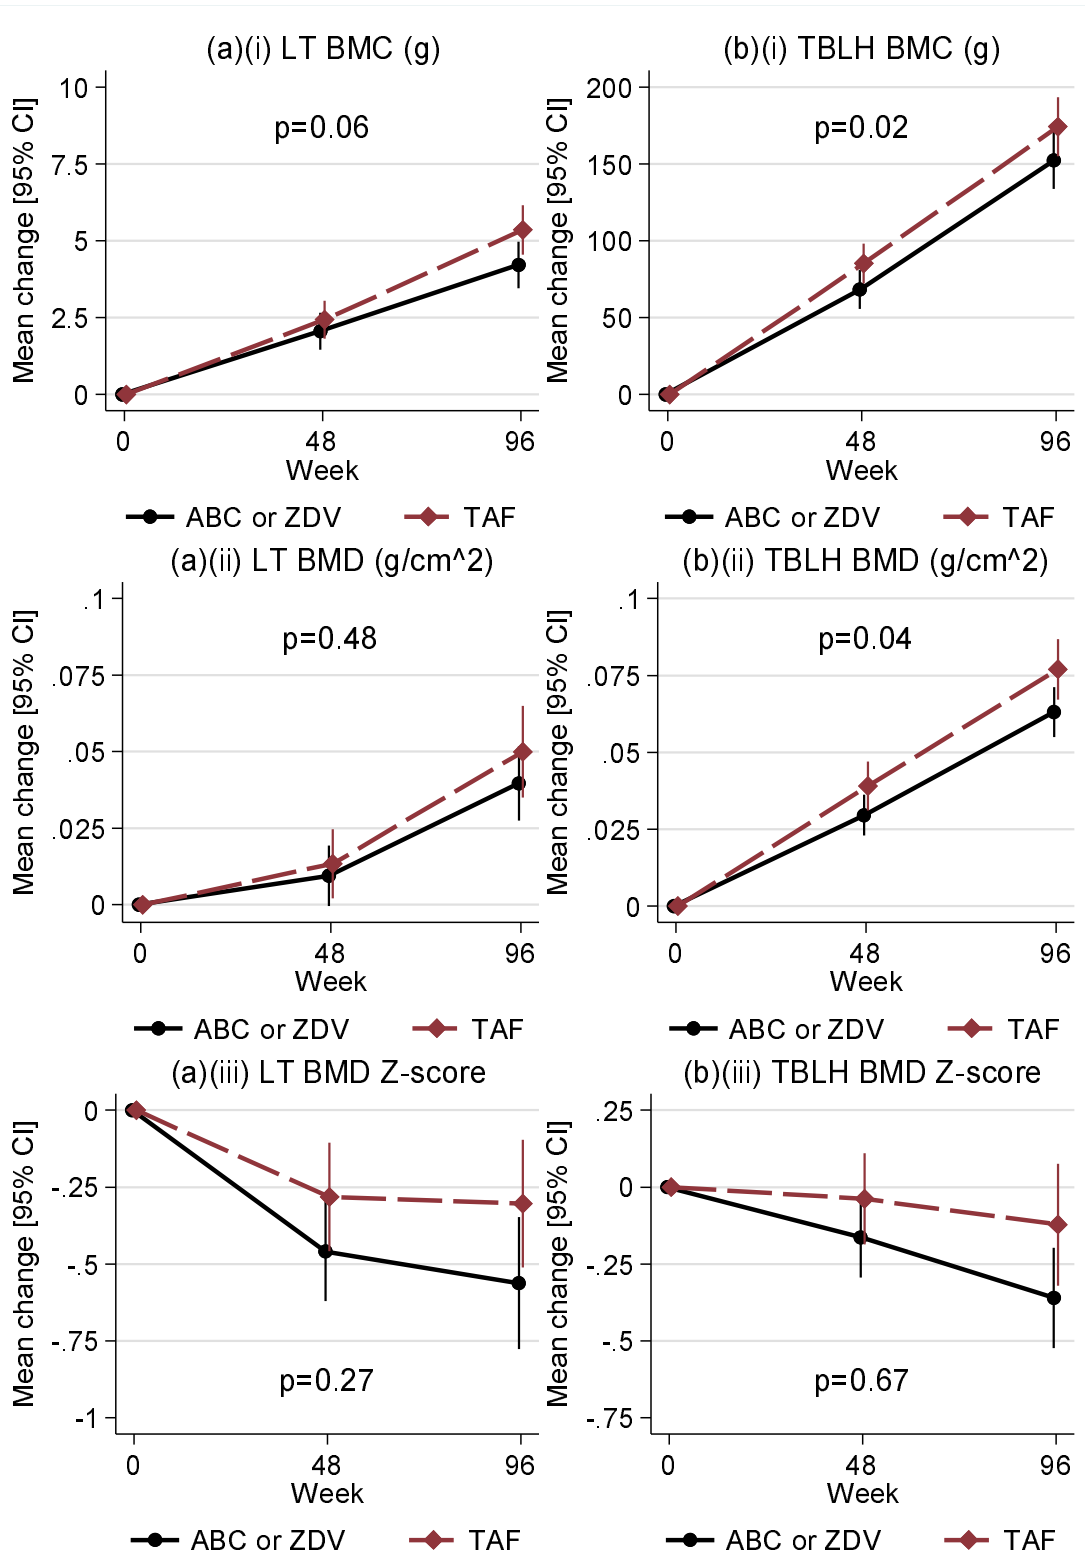 (a)(i) LT BMC (g)
Mean change [95% CI]
10
7.5
5
2.5
0
p=0.06
0 48 96
Week
ABC or ZDV TAF
(b)(i) TBLH BMC (g)
Mean change [95% CI]
200
150
100
50
0
p=0.02
0 48 96
Week
ABC or ZDV TAF
(a)(ii) LT BMD (g/cm^2)
Mean change [95% CI]
.1
.075
.05
.025
0
p=0.48
0 48 96
Week
ABC or ZDV TAF
(b)(ii) TBLH BMD (g/cm^2)
Mean change [95% CI]
.1
.075
.05
.025
0
p=0.04
0 48 96
Week
ABC or ZDV TAF
(a)(iii) LT BMD Z-score
Mean change [95% CI]
0
-.25
-.5
-.75
-1
p=0.27
0 48 96
Week
ABC or ZDV TAF
(b)(iii) TBLH BMD Z-score
Mean change [95% CI]
.25
0
-.25
-.5
-.75
p=0.67
0 48 96
Week
ABC or ZDV TAF